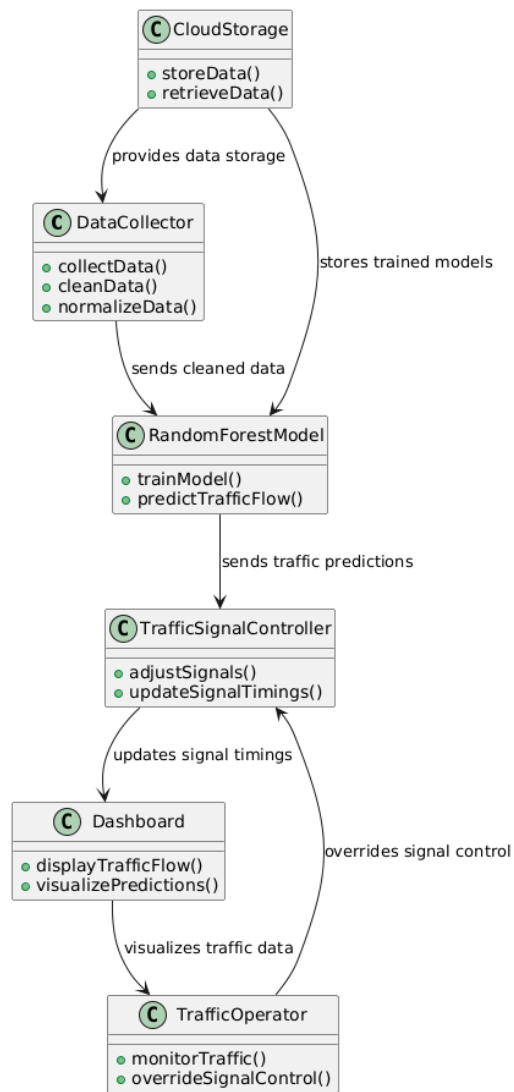 C CloudStorage
storeData()
retrieveData()
provides data storage
C DataCollector
collectData()
cleanData()
normalizeData()
stores trained models
sends cleaned data
C RandomForestModel
trainModel()
predictTrafficFlow()
sends traffic predictions
C TrafficSignalController
adjustSignals()
updateSignalTimings()
updates signal timings
C Dashboard
displayTrafficFlow()
visualizePredictions()
overrides signal control
visualizes traffic data
C TrafficOperator
monitorTraffic()
overrideSignalControl()